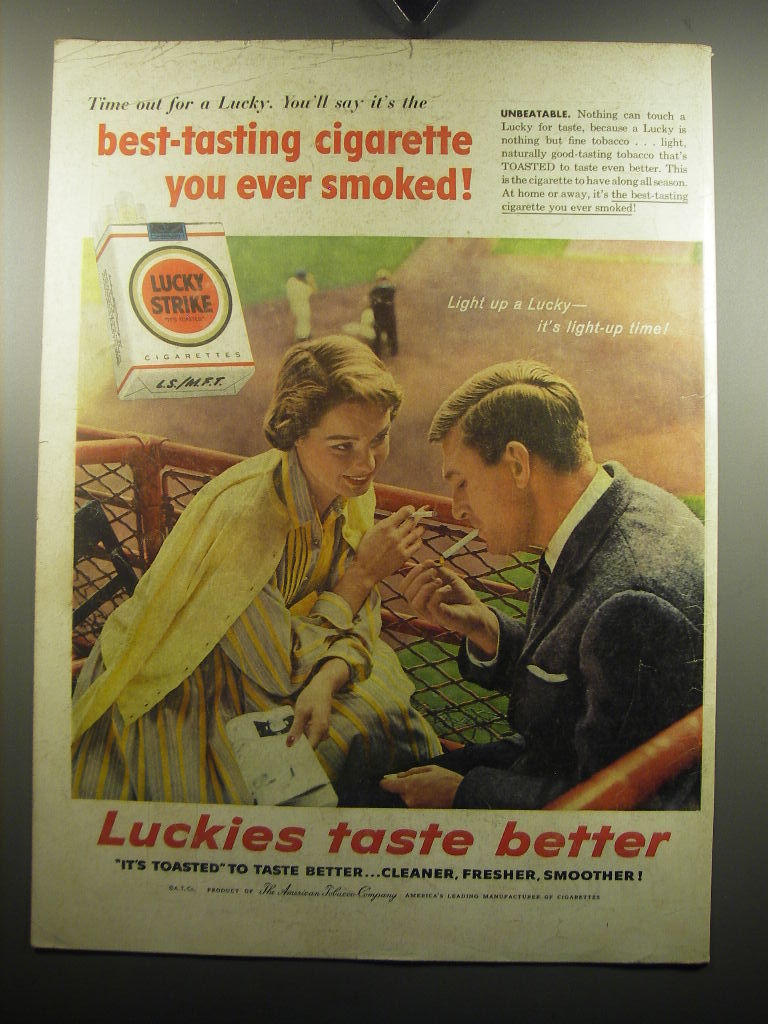 Time out for a Lucky. You'll say it's the
best-tasting cigarette
you ever smoked!
UNBEATABLE. Nothing can touch a
Lucky for taste, because a Lucky is
nothing but fine tobacco . . . light,
naturally good-tasting tobacco that's
TOASTED to taste even better. This
is the cigarette to have along all season.
At home or away, it's the best-tasting
cigarette you ever smoked!
LUCKY
STRIKE
"IT'S TOASTED"
CIGARETTES
L.S./M.F.T.
Light up a Lucky—
it's light-up time!
Luckies taste better
"IT'S TOASTED" TO TASTE BETTER...CLEANER, FRESHER, SMOOTHER!
©A.T.Co. PRODUCT OF The American Tobacco Company AMERICA'S LEADING MANUFACTURER OF CIGARETTES